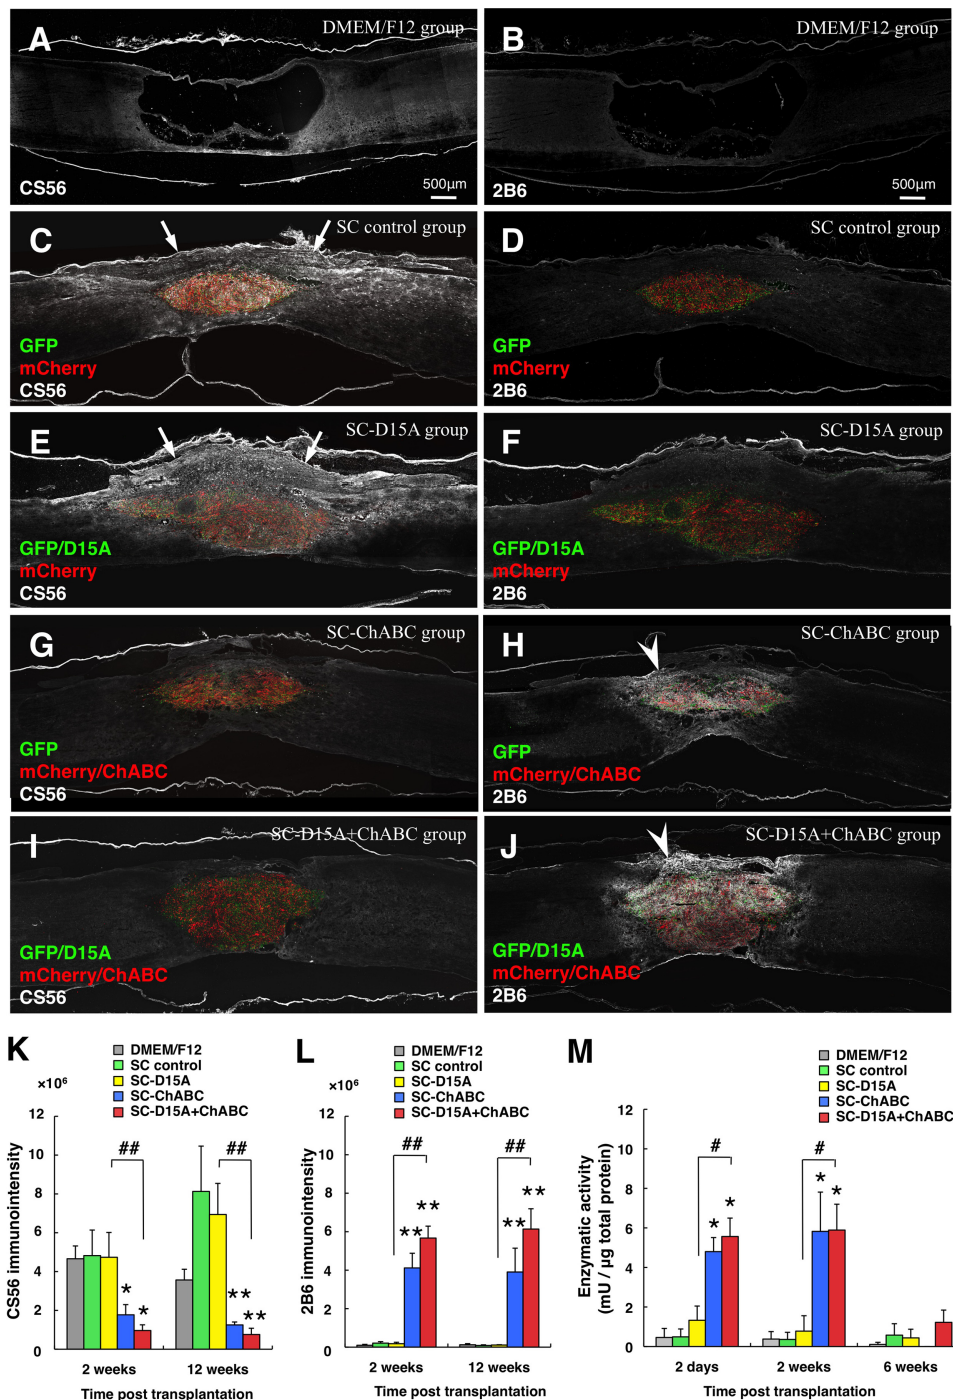 A
DMEM/F12 group
CS56
500µm
B
DMEM/F12 group
2B6
500µm
C
SC control group
GFP
mCherry
CS56
D
SC control group
GFP
mCherry
2B6
E
SC-D15A group
GFP/D15A
mCherry
CS56
F
SC-D15A group
GFP/D15A
mCherry
2B6
G
SC-ChABC group
GFP
mCherry/ChABC
CS56
H
SC-ChABC group
GFP
mCherry/ChABC
2B6
I
SC-D15A+ChABC group
GFP/D15A
mCherry/ChABC
CS56
J
SC-D15A+ChABC group
GFP/D15A
mCherry/ChABC
2B6
K
DMEM/F12
SC control
SC-D15A
SC-ChABC
SC-D15A+ChABC
×10⁶
CS56 immunointensity
12
10
8
6
4
2
0
##
##
*
*
**
**
2 weeks
12 weeks
Time post transplantation
L
DMEM/F12
SC control
SC-D15A
SC-ChABC
SC-D15A+ChABC
×10⁶
2B6 immunointensity
12
10
8
6
4
2
0
##
##
**
**
**
**
2 weeks
12 weeks
Time post transplantation
M
DMEM/F12
SC control
SC-D15A
SC-ChABC
SC-D15A+ChABC
Enzymatic activity
(mU / µg total protein)
12
10
8
6
4
2
0
#
#
*
*
*
*
2 days
2 weeks
6 weeks
Time post transplantation